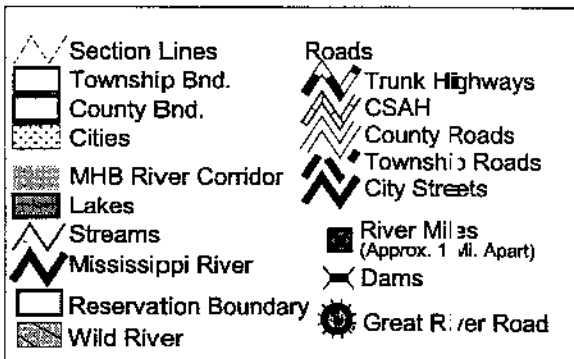 Section Lines
Township Bnd.
County Bnd.
Cities
MHB River Corridor
Lakes
Streams
Mississippi River
Reservation Boundary
Wild River
Roads
Trunk Highways
CSAH
County Roads
Township Roads
City Streets
River Miles
(Approx. 1 Mi. Apart)
Dams
Great River Road